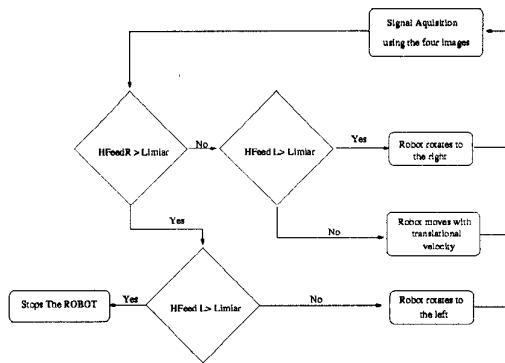 Signal Aquisition
using the four images
HFeedR > Limiar
No
HFeed L> Limiar
Yes
Robot rotates to
the right
Yes
No
Robot moves with
translational
velocity
Stops The ROBOT
Yes
HFeed L> Limiar
No
Robot rotates to
the left